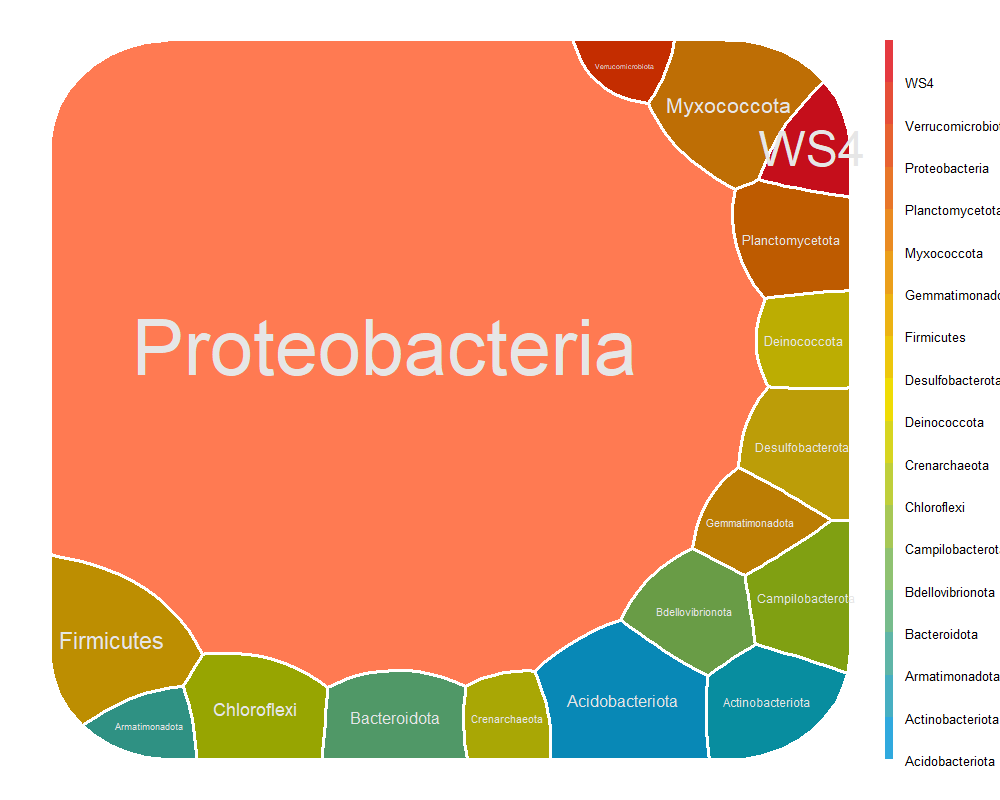 Verrucomicrobiota
Myxococcota
WS4
Planctomycetota
Proteobacteria
Deinococcota
Desulfobacterota
Gemmatimonadota
Campilobacterot
Bdellovibrionota
Firmicutes
Acidobacteriota
Actinobacteriota
Chloroflexi
Bacteroidota
Crenarchaeota
Armatimonadota
WS4
Verrucomicrobiot
Proteobacteria
Planctomycetota
Myxococcota
Gemmatimonado
Firmicutes
Desulfobacterota
Deinococcota
Crenarchaeota
Chloroflexi
Campilobacterot
Bdellovibrionota
Bacteroidota
Armatimonadota
Actinobacteriota
Acidobacteriota